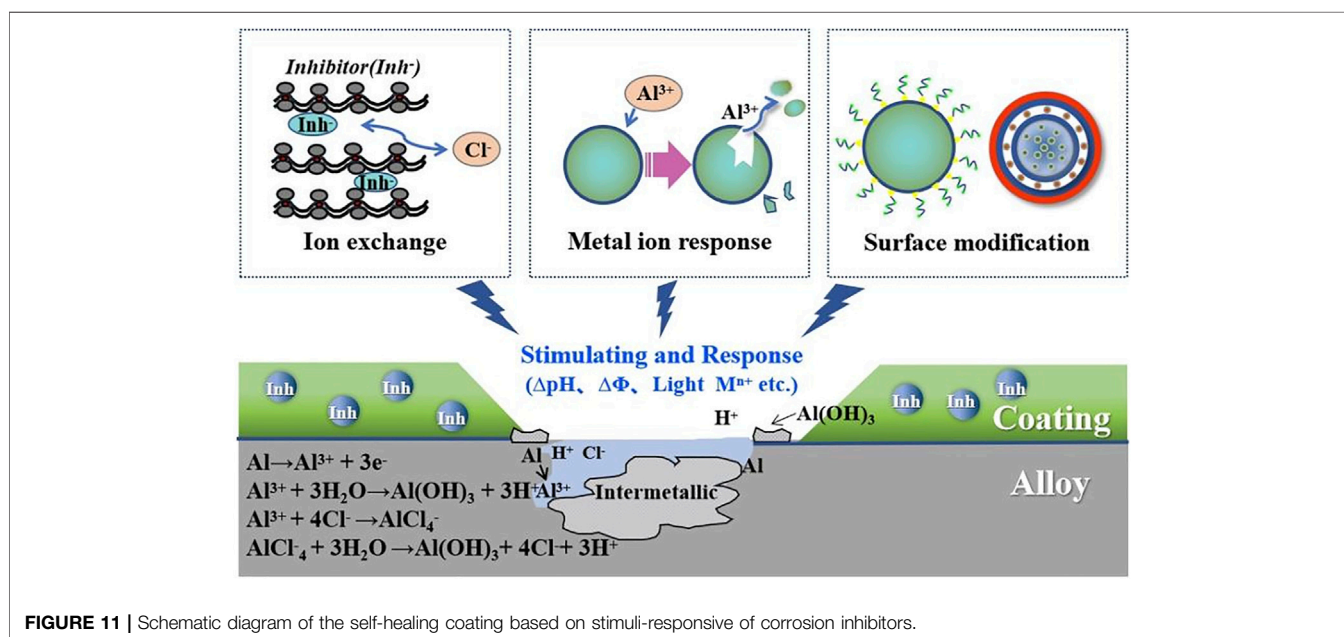 Inhibitor(Inh⁻)
Inh⁻
Cl⁻
Inh⁻
Ion exchange
Al³⁺
Al³⁺
Metal ion response
Surface modification
Stimulating and Response
(ΔpH、ΔΦ、Light Mⁿ⁺ etc.)
Inh
Inh
Inh
Inh
Inh
Inh
Inh
Coating
H⁺
Al(OH)₃
Al H⁺ Cl⁻
Al
Al³⁺
Intermetallic
Alloy
Al→Al³⁺ + 3e⁻
Al³⁺ + 3H₂O→Al(OH)₃ + 3H⁺
Al³⁺ + 4Cl⁻→AlCl₄⁻
AlCl⁻₄ + 3H₂O →Al(OH)₃+ 4Cl⁻+ 3H⁺
FIGURE 11 | Schematic diagram of the self-healing coating based on stimuli-responsive of corrosion inhibitors.